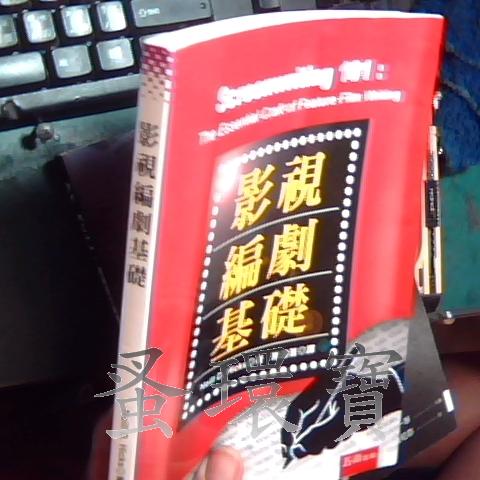 Screenwriting 101:
The Essential Craft of Feature Film Writing
影視
編劇
基礎
影視編劇基礎
蚤環寶